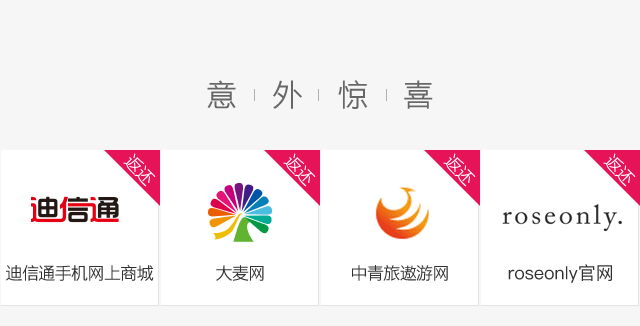 意外惊喜
返还
返还
返还
返还
迪信通
roseonly.
迪信通手机网上商城
大麦网
中青旅遨游网
roseonly官网